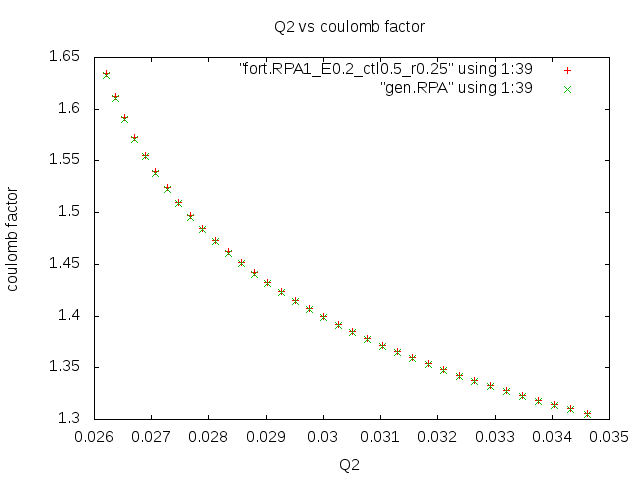 Q2 vs coulomb factor
"fort.RPA1_E0.2_ctl0.5_r0.25" using 1:39
"gen.RPA" using 1:39
coulomb factor
1.65
1.6
1.55
1.5
1.45
1.4
1.35
1.3
0.026 0.027 0.028 0.029 0.03 0.031 0.032 0.033 0.034 0.035
Q2